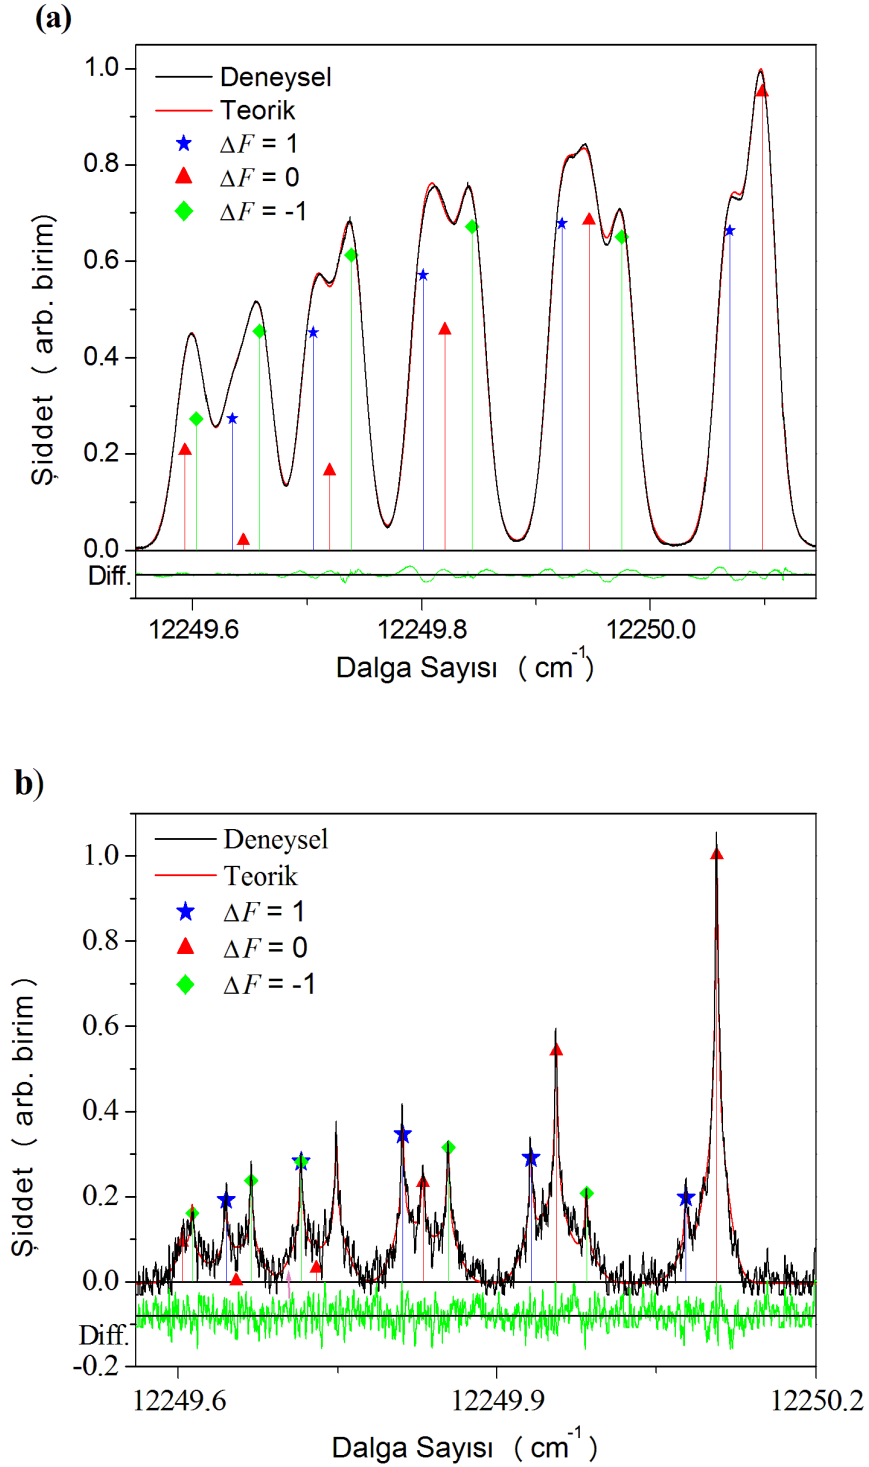 (a)
1.0
0.8
0.6
0.4
0.2
0.0
Diff.
Şiddet ( arb. birim)
Deneysel
Teorik
ΔF = 1
ΔF = 0
ΔF = -1
12249.6 12249.8 12250.0
Dalga Sayısı ( cm-1)
b)
1.0
0.8
0.6
0.4
0.2
0.0
Diff.
-0.2
Şiddet ( arb. birim)
Deneysel
Teorik
ΔF = 1
ΔF = 0
ΔF = -1
12249.6 12249.9 12250.2
Dalga Sayısı (cm-1)